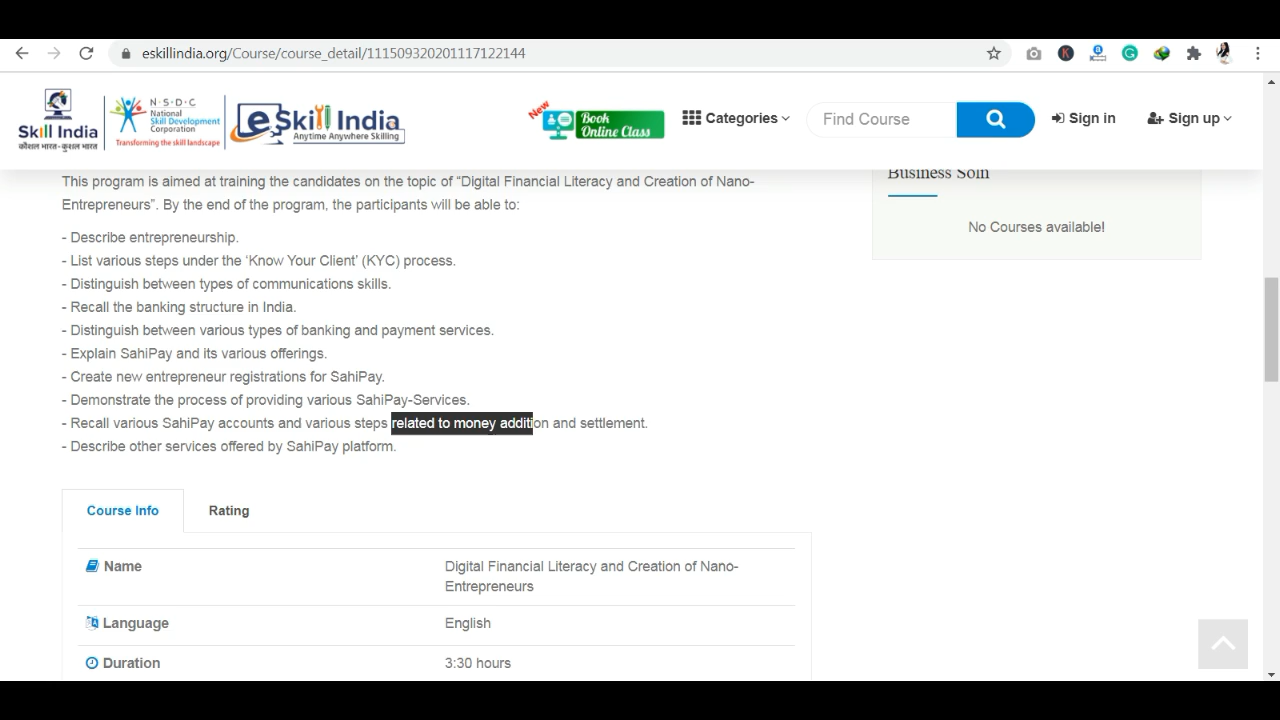 eskillindia.org/Course/course_detail/111509320201117122144
Skill India
कौशल भारत-कुशल भारत
N·S·D·C
National
Skill Development
Corporation
Transforming the skill landscape
eSkill India
Anytime Anywhere Skilling
New
Book
Online Class
Categories
Find Course
Sign in
Sign up
This program is aimed at training the candidates on the topic of “Digital Financial Literacy and Creation of Nano-
Entrepreneurs”. By the end of the program, the participants will be able to:
- Describe entrepreneurship.
- List various steps under the ‘Know Your Client’ (KYC) process.
- Distinguish between types of communications skills.
- Recall the banking structure in India.
- Distinguish between various types of banking and payment services.
- Explain SahiPay and its various offerings.
- Create new entrepreneur registrations for SahiPay.
- Demonstrate the process of providing various SahiPay-Services.
- Recall various SahiPay accounts and various steps related to money addition and settlement.
- Describe other services offered by SahiPay platform.
Business Soln
No Courses available!
Course Info
Rating
Name
Digital Financial Literacy and Creation of Nano-
Entrepreneurs
Language
English
Duration
3:30 hours